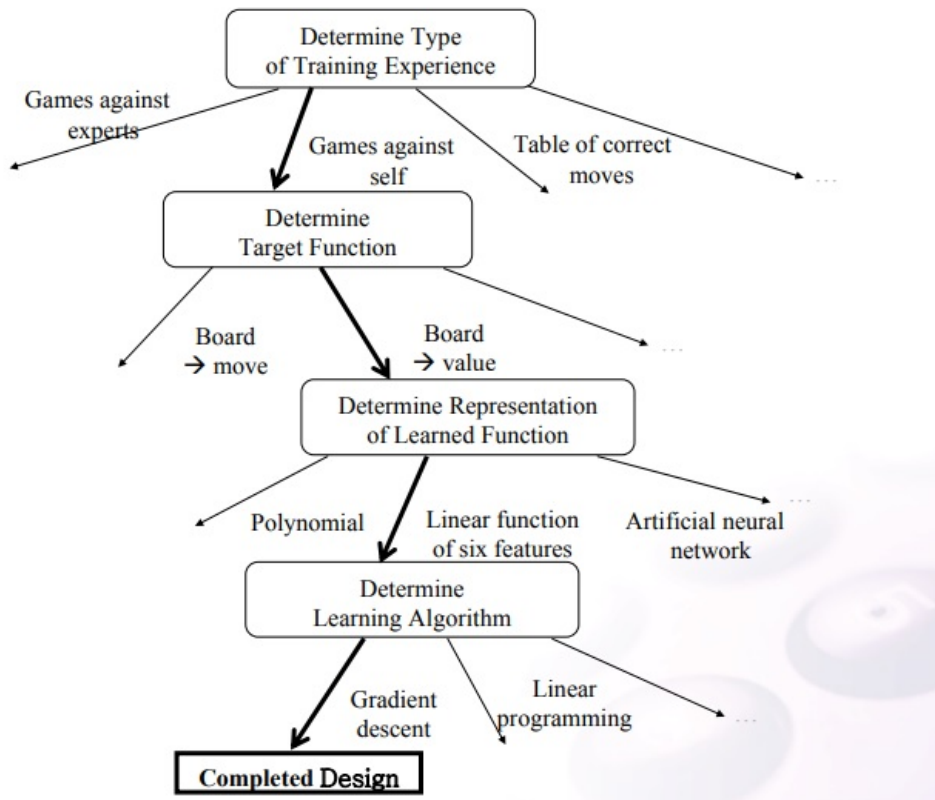 Determine Type
of Training Experience
Games against
experts
Games against
self
Table of correct
moves
...
Determine
Target Function
Board
→ move
Board
→ value
...
Determine Representation
of Learned Function
Polynomial
Linear function
of six features
Artificial neural
network
...
Determine
Learning Algorithm
Gradient
descent
Linear
programming
...
Completed Design